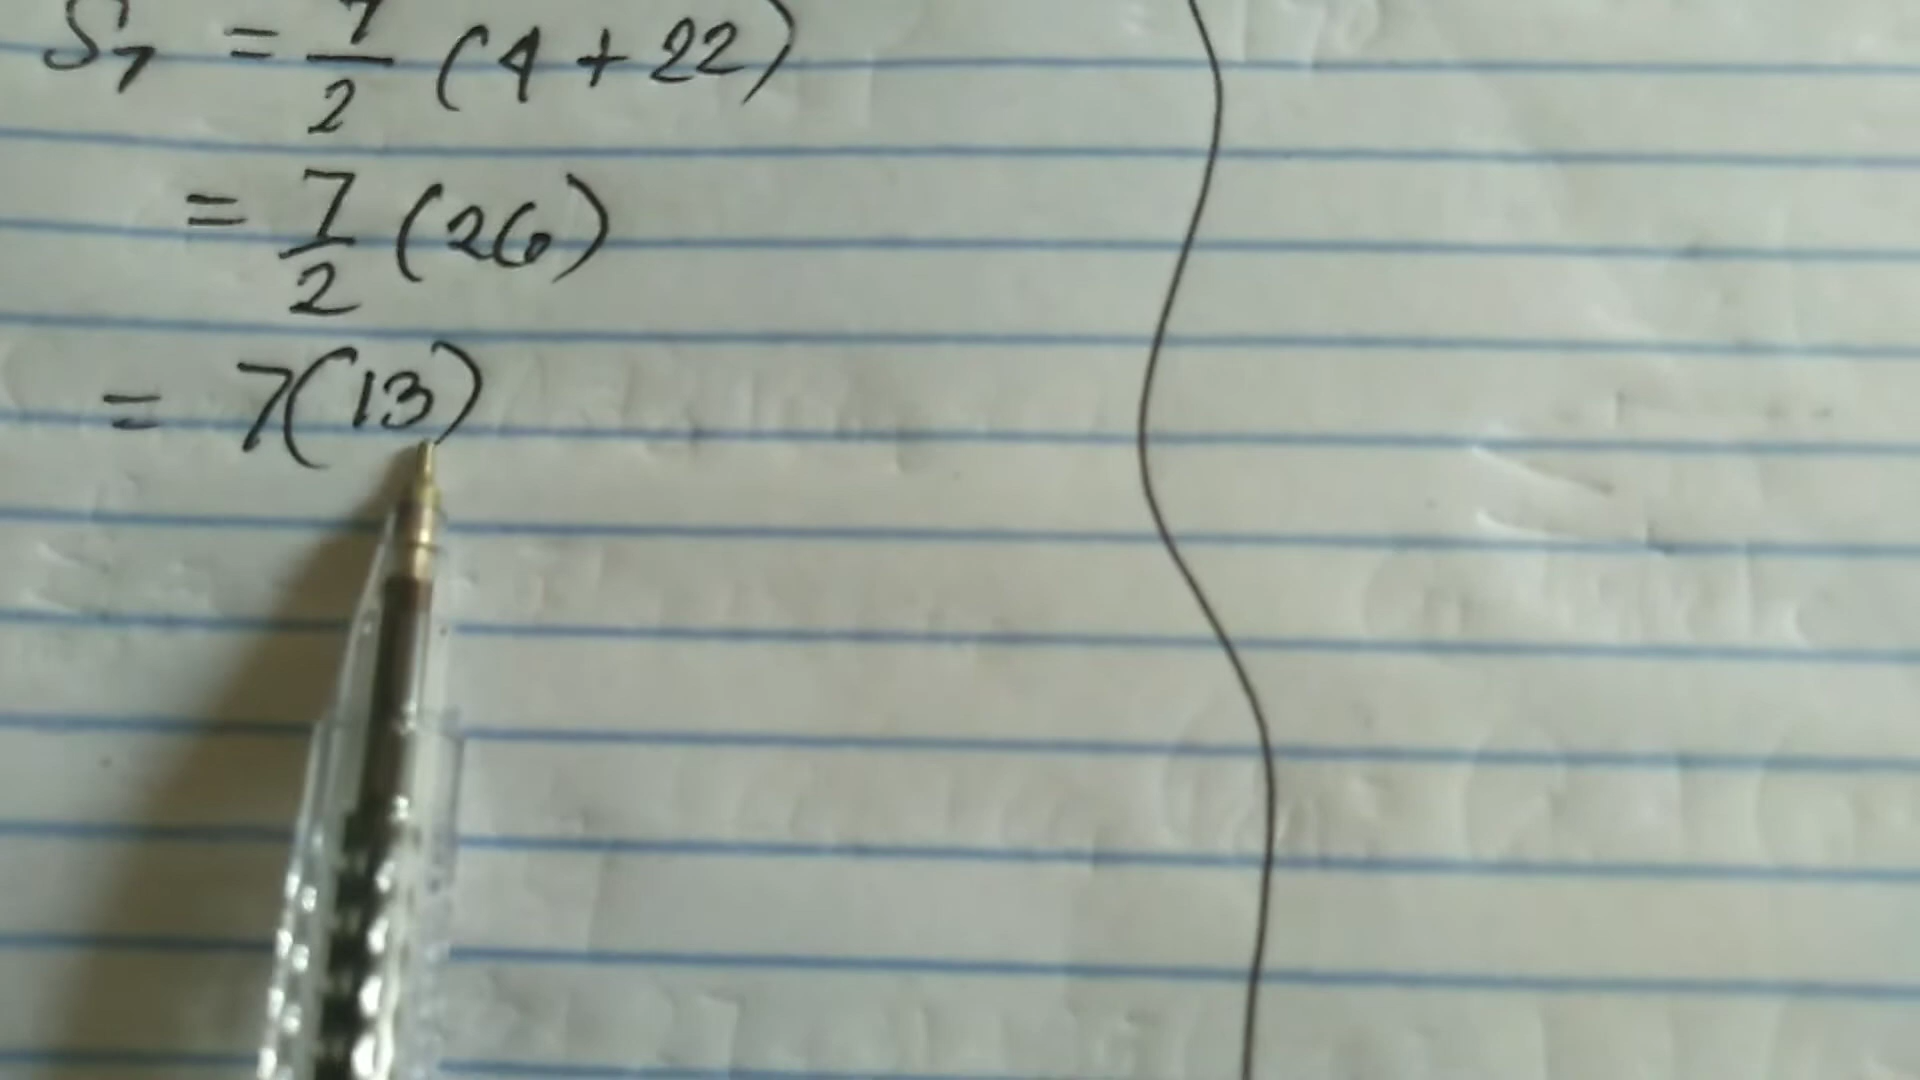 S₇ = 7/2 (4 + 22)
= 7/2 (26)
= 7(13)